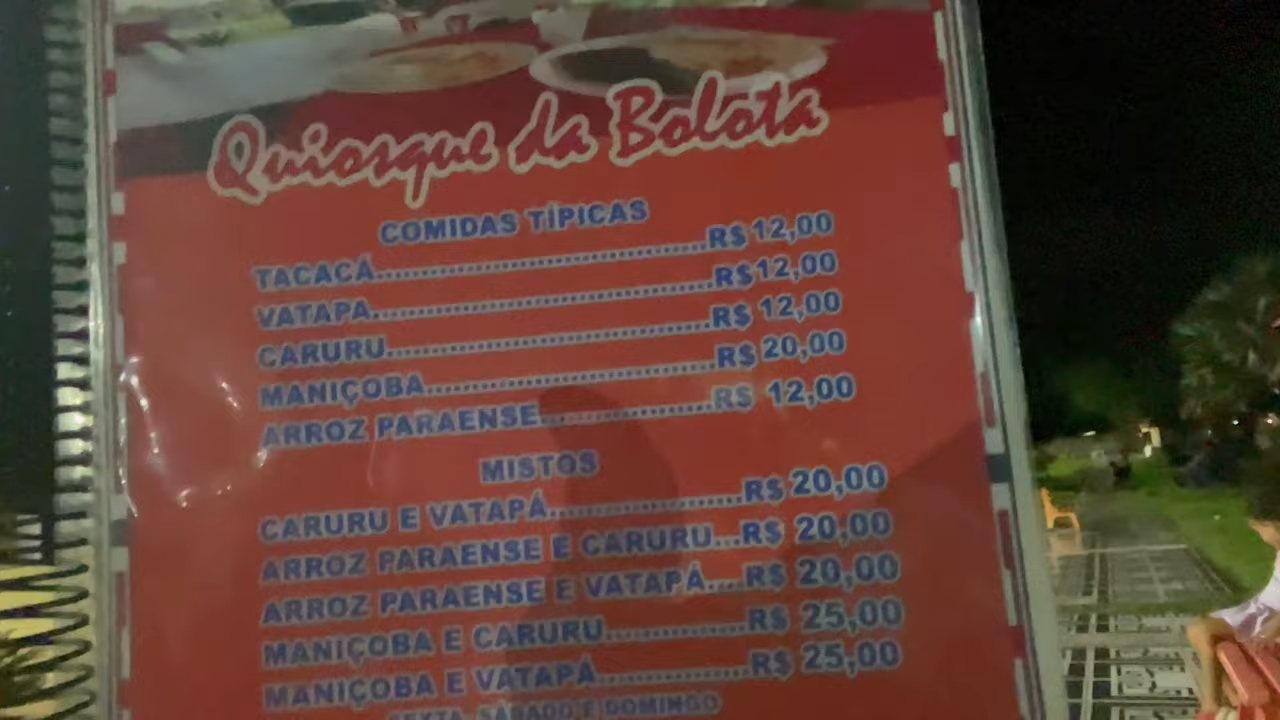 Quiosque da Bolota
COMIDAS TÍPICAS
TACACÁ........................................R$ 12,00
VATAPA........................................R$ 12,00
CARURU........................................R$ 12,00
MANIÇOBA...................................R$ 20,00
ARROZ PARAENSE.....................R$ 12,00
MISTOS
CARURU E VATAPÁ.......................R$ 20,00
ARROZ PARAENSE E CARURU...R$ 20,00
ARROZ PARAENSE E VATAPÁ....R$ 20,00
MANIÇOBA E CARURU.................R$ 25,00
MANIÇOBA E VATAPÁ..................R$ 25,00
SEXTA, SÁBADO E DOMINGO